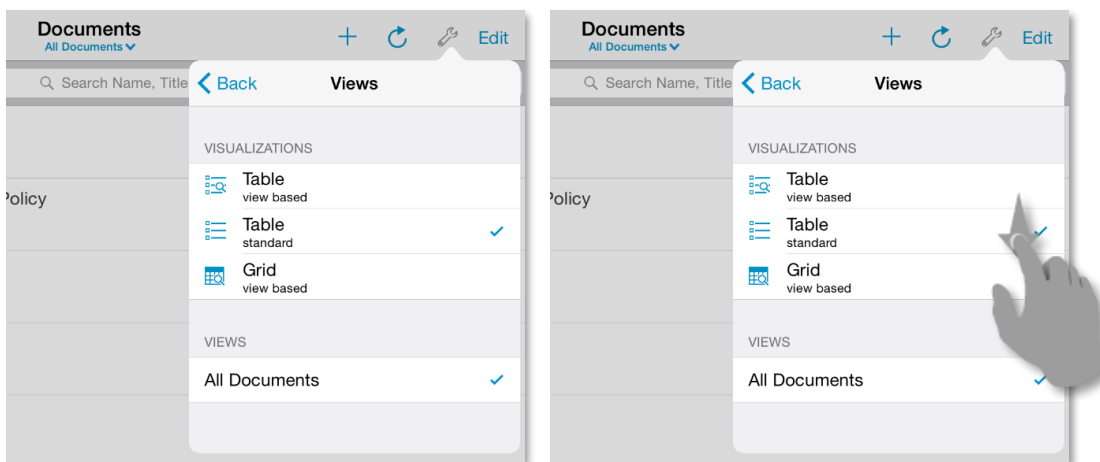 Documents
All Documents
Edit
Search Name, Title
Back
Views
VISUALIZATIONS
Table
view based
Policy
Table
standard
Grid
view based
VIEWS
All Documents
Documents
All Documents
Edit
Search Name, Title
Back
Views
VISUALIZATIONS
Table
view based
Policy
Table
standard
Grid
view based
VIEWS
All Documents